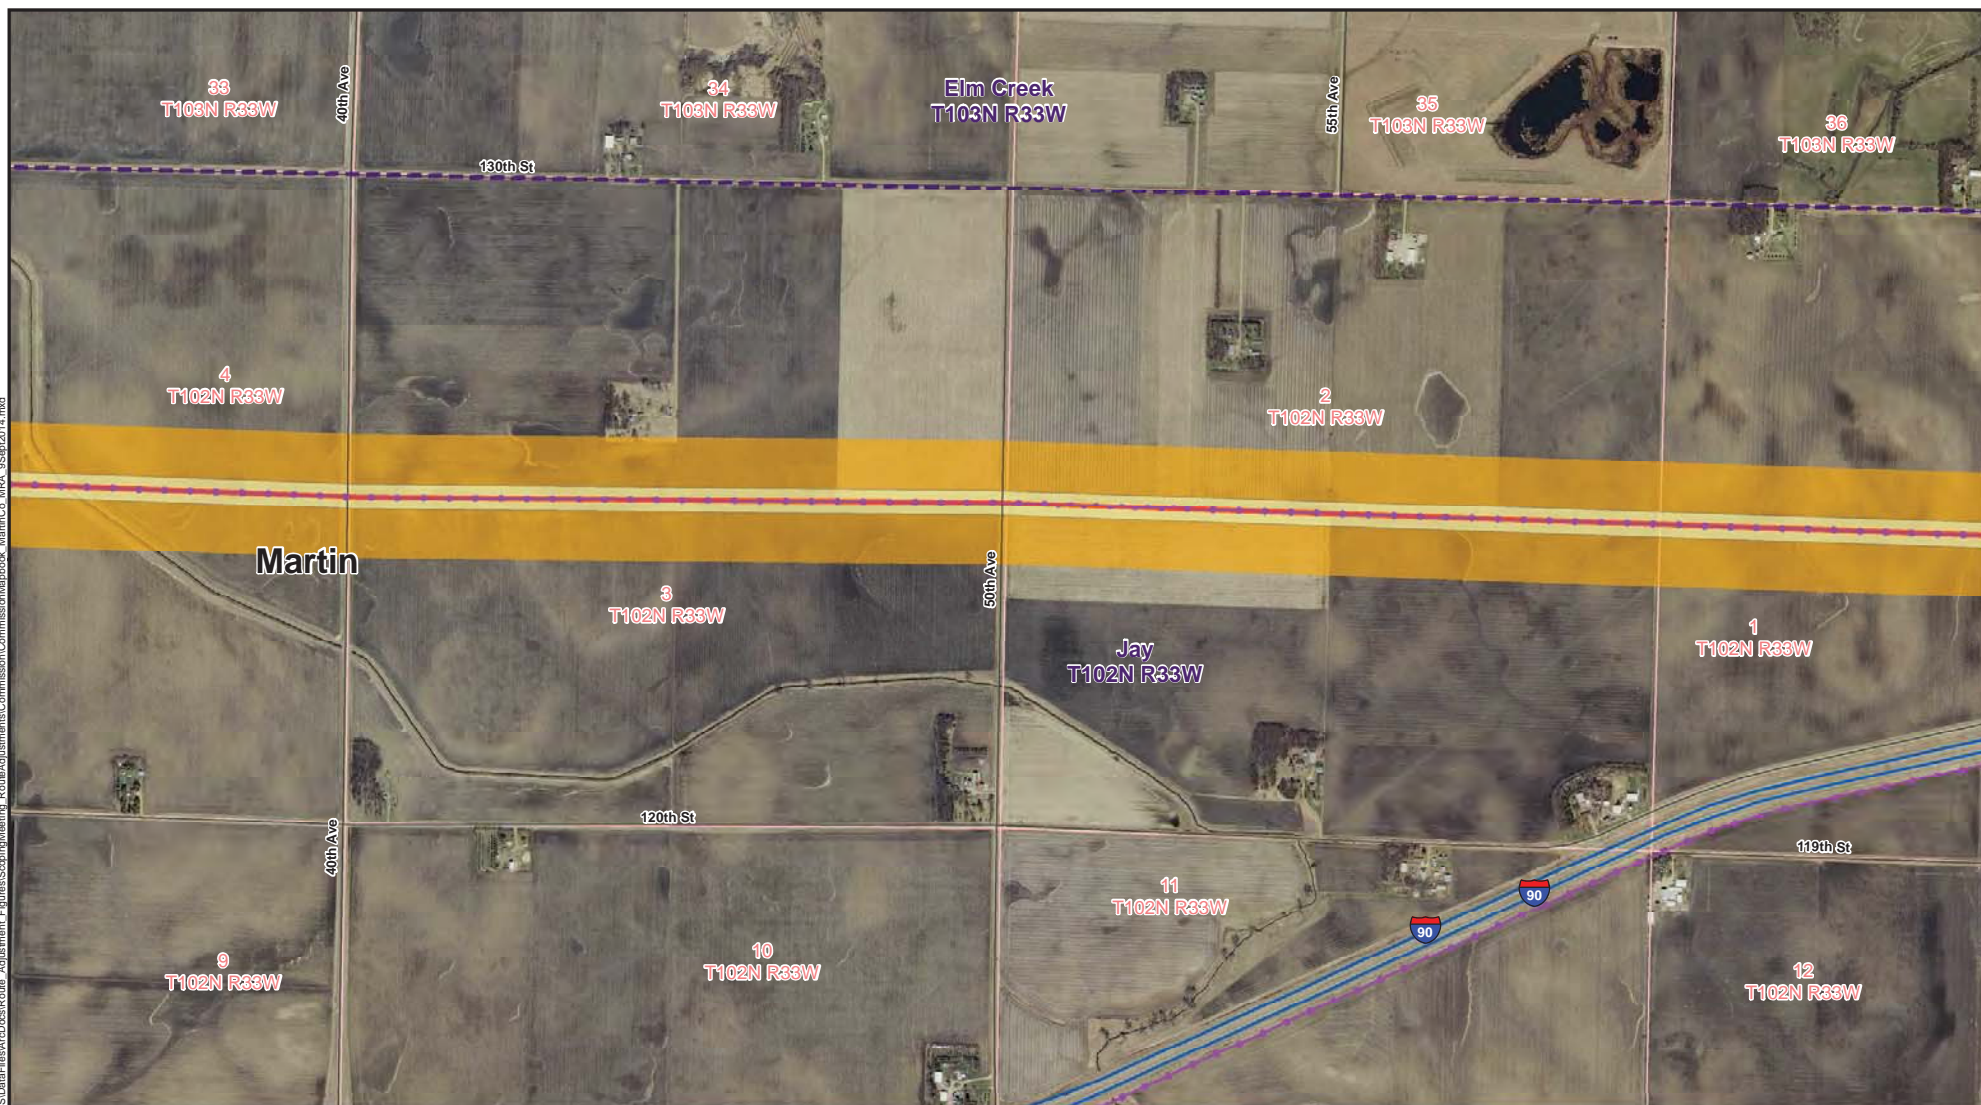 33
T103N R33W
40th Ave
34
T103N R33W
Elm Creek
T103N R33W
55th Ave
35
T103N R33W
36
T103N R33W
130th St
4
T102N R33W
2
T102N R33W
Martin
3
T102N R33W
50th Ave
Jay
T102N R33W
1
T102N R33W
40th Ave
120th St
119th St
11
T102N R33W
90
90
9
T102N R33W
10
T102N R33W
12
T102N R33W